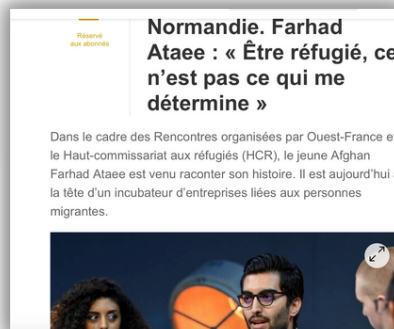 Réservé
aux abonnés
Normandie. Farhad
Ataee : « Être réfugié, ce
n'est pas ce qui me
détermine »
Dans le cadre des Rencontres organisées par Ouest-France et
le Haut-commissariat aux réfugiés (HCR), le jeune Afghan
Farhad Ataee est venu raconter son histoire. Il est aujourd'hui
la tête d'un incubateur d'entreprises liées aux personnes
migrantes.